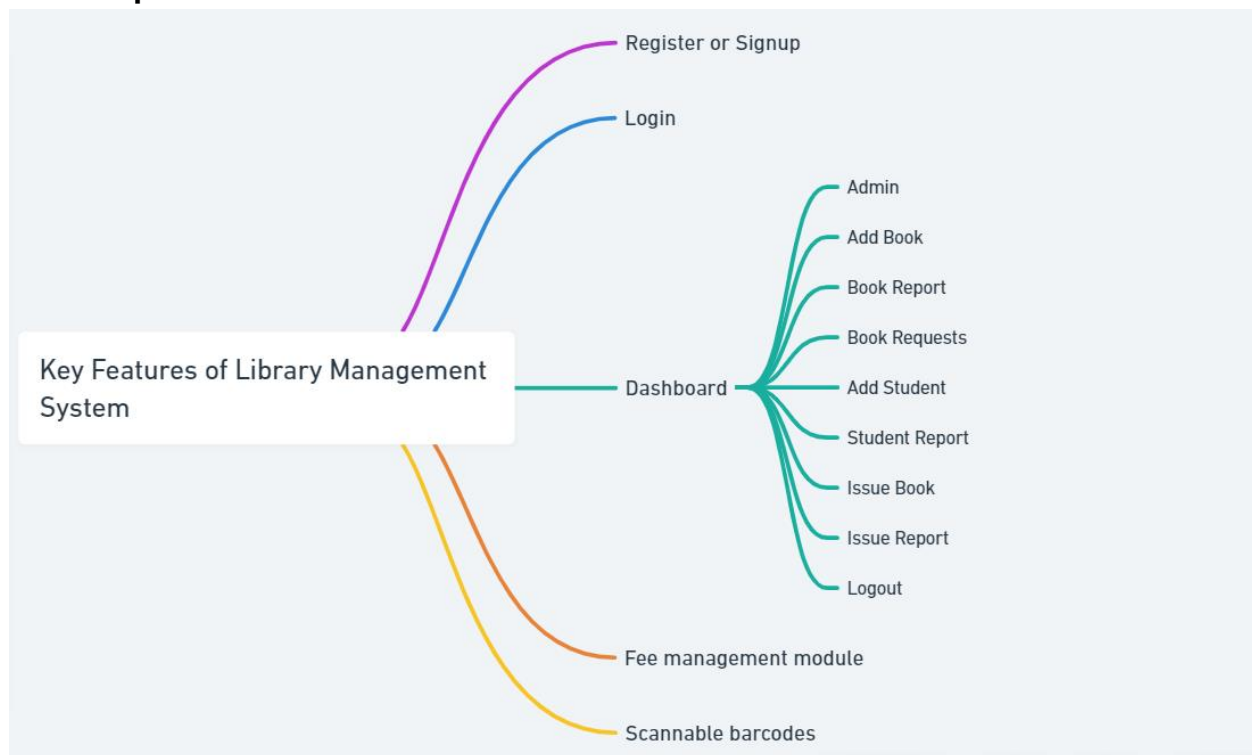 Register or Signup
Login
Admin
Add Book
Book Report
Book Requests
Key Features of Library Management
System
Dashboard
Add Student
Student Report
Issue Book
Issue Report
Logout
Fee management module
Scannable barcodes